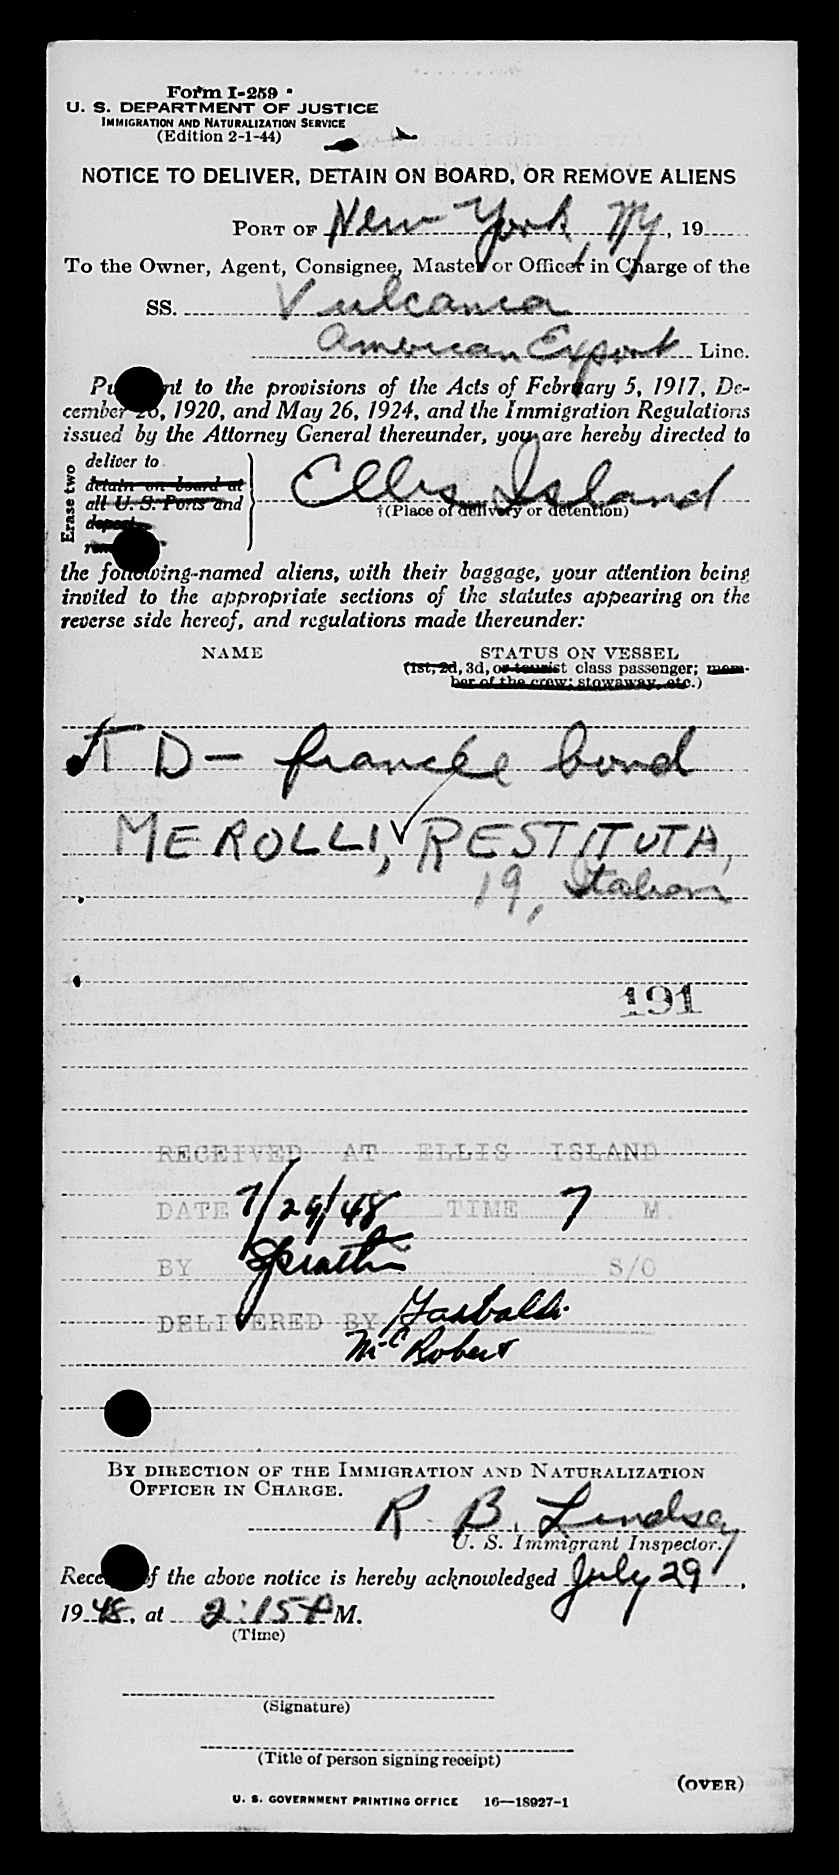 Form I-259
U. S. DEPARTMENT OF JUSTICE
IMMIGRATION AND NATURALIZATION SERVICE
(Edition 2-1-44)
NOTICE TO DELIVER, DETAIN ON BOARD, OR REMOVE ALIENS
PORT OF New York, NY, 19
To the Owner, Agent, Consignee, Master or Officer in Charge of the
SS. Vulcania
American Export Line.
to the provisions of the Acts of February 5, 1917, De-
cember 26, 1920, and May 26, 1924, and the Immigration Regulations
issued by the Attorney General thereunder, you are hereby directed to
Erase two
deliver to
detain on board at
all U. S. Ports and
deport
Ellis Island
†(Place of delivery or detention)
the following-named aliens, with their baggage, your attention being
invited to the appropriate sections of the statutes appearing on the
reverse side hereof, and regulations made thereunder:
NAME STATUS ON VESSEL
(1st, 2d, 3d, or tourist class passenger; mem-
ber of the crew; stowaway, etc.)
D- fiancée bond
MEROLLI, RESTITUTA,
19, Italian
191
RECEIVED AT ELLIS ISLAND
DATE 7/29/48 TIME 7 M.
BY S/O
DELIVERED BY Garibaldi
McRobert
BY DIRECTION OF THE IMMIGRATION AND NATURALIZATION
OFFICER IN CHARGE.
R. B. Lindsay
U. S. Immigrant Inspector.
of the above notice is hereby acknowledged July 29,
1948, at 2:15 P M.
(Time)
(Signature)
(Title of person signing receipt)
(OVER)
U. S. GOVERNMENT PRINTING OFFICE 16—18927-1